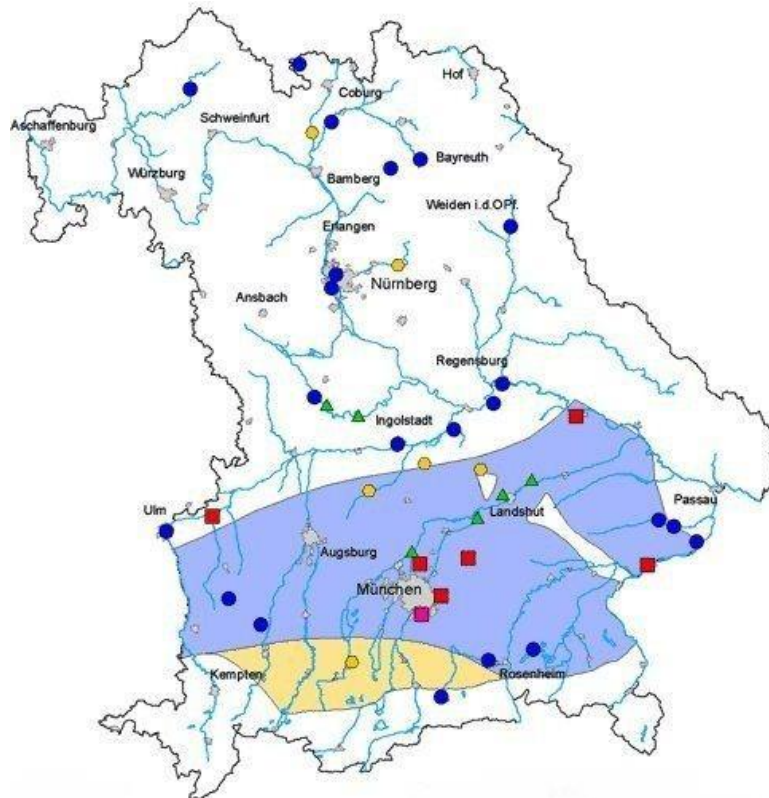 Hof
Coburg
Schweinfurt
Aschaffenburg
Bayreuth
Würzburg
Bamberg
Weiden i.d.OPf.
Erlangen
Nürnberg
Ansbach
Regensburg
Ingolstadt
Passau
Ulm
Landshut
Augsburg
München
Kempten
Rosenheim